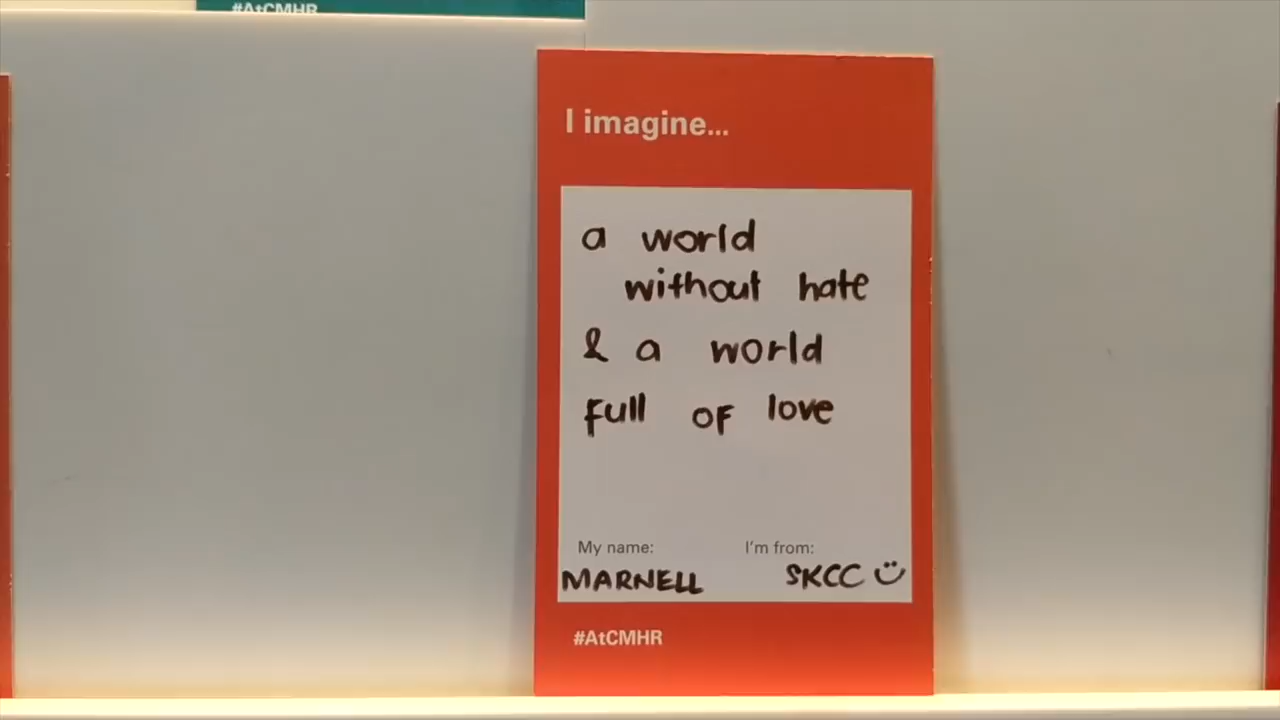 #AtCMHR
I imagine...
a world
without hate
& a world
full of love
My name: I'm from:
MARNELL SKCC
#AtCMHR